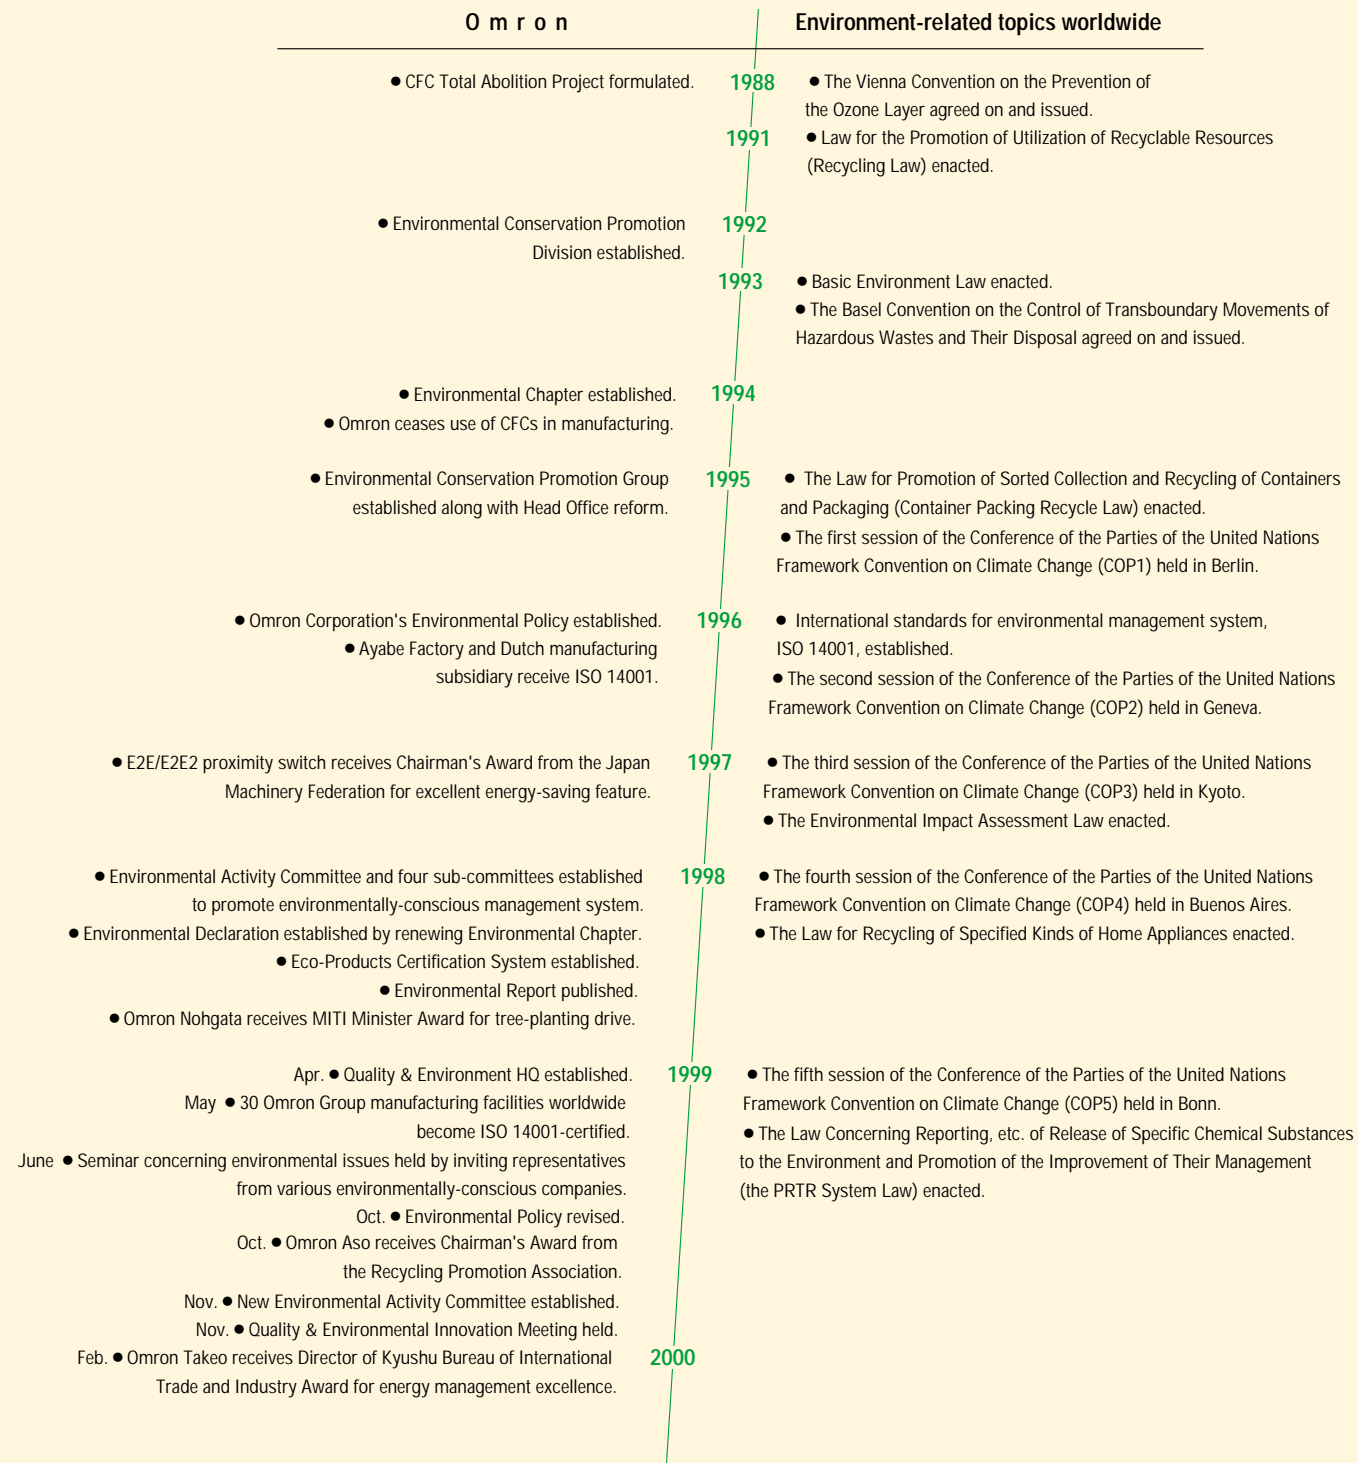 Omron
Environment-related topics worldwide
● CFC Total Abolition Project formulated.
1988
● The Vienna Convention on the Prevention of
the Ozone Layer agreed on and issued.
1991
● Law for the Promotion of Utilization of Recyclable Resources
(Recycling Law) enacted.
● Environmental Conservation Promotion
Division established.
1992
1993
● Basic Environment Law enacted.
● The Basel Convention on the Control of Transboundary Movements of
Hazardous Wastes and Their Disposal agreed on and issued.
● Environmental Chapter established.
● Omron ceases use of CFCs in manufacturing.
1994
● Environmental Conservation Promotion Group
established along with Head Office reform.
1995
● The Law for Promotion of Sorted Collection and Recycling of Containers
and Packaging (Container Packing Recycle Law) enacted.
● The first session of the Conference of the Parties of the United Nations
Framework Convention on Climate Change (COP1) held in Berlin.
● Omron Corporation's Environmental Policy established.
● Ayabe Factory and Dutch manufacturing
subsidiary receive ISO 14001.
1996
● International standards for environmental management system,
ISO 14001, established.
● The second session of the Conference of the Parties of the United Nations
Framework Convention on Climate Change (COP2) held in Geneva.
● E2E/E2E2 proximity switch receives Chairman's Award from the Japan
Machinery Federation for excellent energy-saving feature.
1997
● The third session of the Conference of the Parties of the United Nations
Framework Convention on Climate Change (COP3) held in Kyoto.
● The Environmental Impact Assessment Law enacted.
● Environmental Activity Committee and four sub-committees established
to promote environmentally-conscious management system.
● Environmental Declaration established by renewing Environmental Chapter.
● Eco-Products Certification System established.
● Environmental Report published.
● Omron Nohgata receives MITI Minister Award for tree-planting drive.
1998
● The fourth session of the Conference of the Parties of the United Nations
Framework Convention on Climate Change (COP4) held in Buenos Aires.
● The Law for Recycling of Specified Kinds of Home Appliances enacted.
Apr. ● Quality & Environment HQ established.
May ● 30 Omron Group manufacturing facilities worldwide
become ISO 14001-certified.
June ● Seminar concerning environmental issues held by inviting representatives
from various environmentally-conscious companies.
Oct. ● Environmental Policy revised.
Oct. ● Omron Aso receives Chairman's Award from
the Recycling Promotion Association.
Nov. ● New Environmental Activity Committee established.
Nov. ● Quality & Environmental Innovation Meeting held.
1999
● The fifth session of the Conference of the Parties of the United Nations
Framework Convention on Climate Change (COP5) held in Bonn.
● The Law Concerning Reporting, etc. of Release of Specific Chemical Substances
to the Environment and Promotion of the Improvement of Their Management
(the PRTR System Law) enacted.
Feb. ● Omron Takeo receives Director of Kyushu Bureau of International
Trade and Industry Award for energy management excellence.
2000